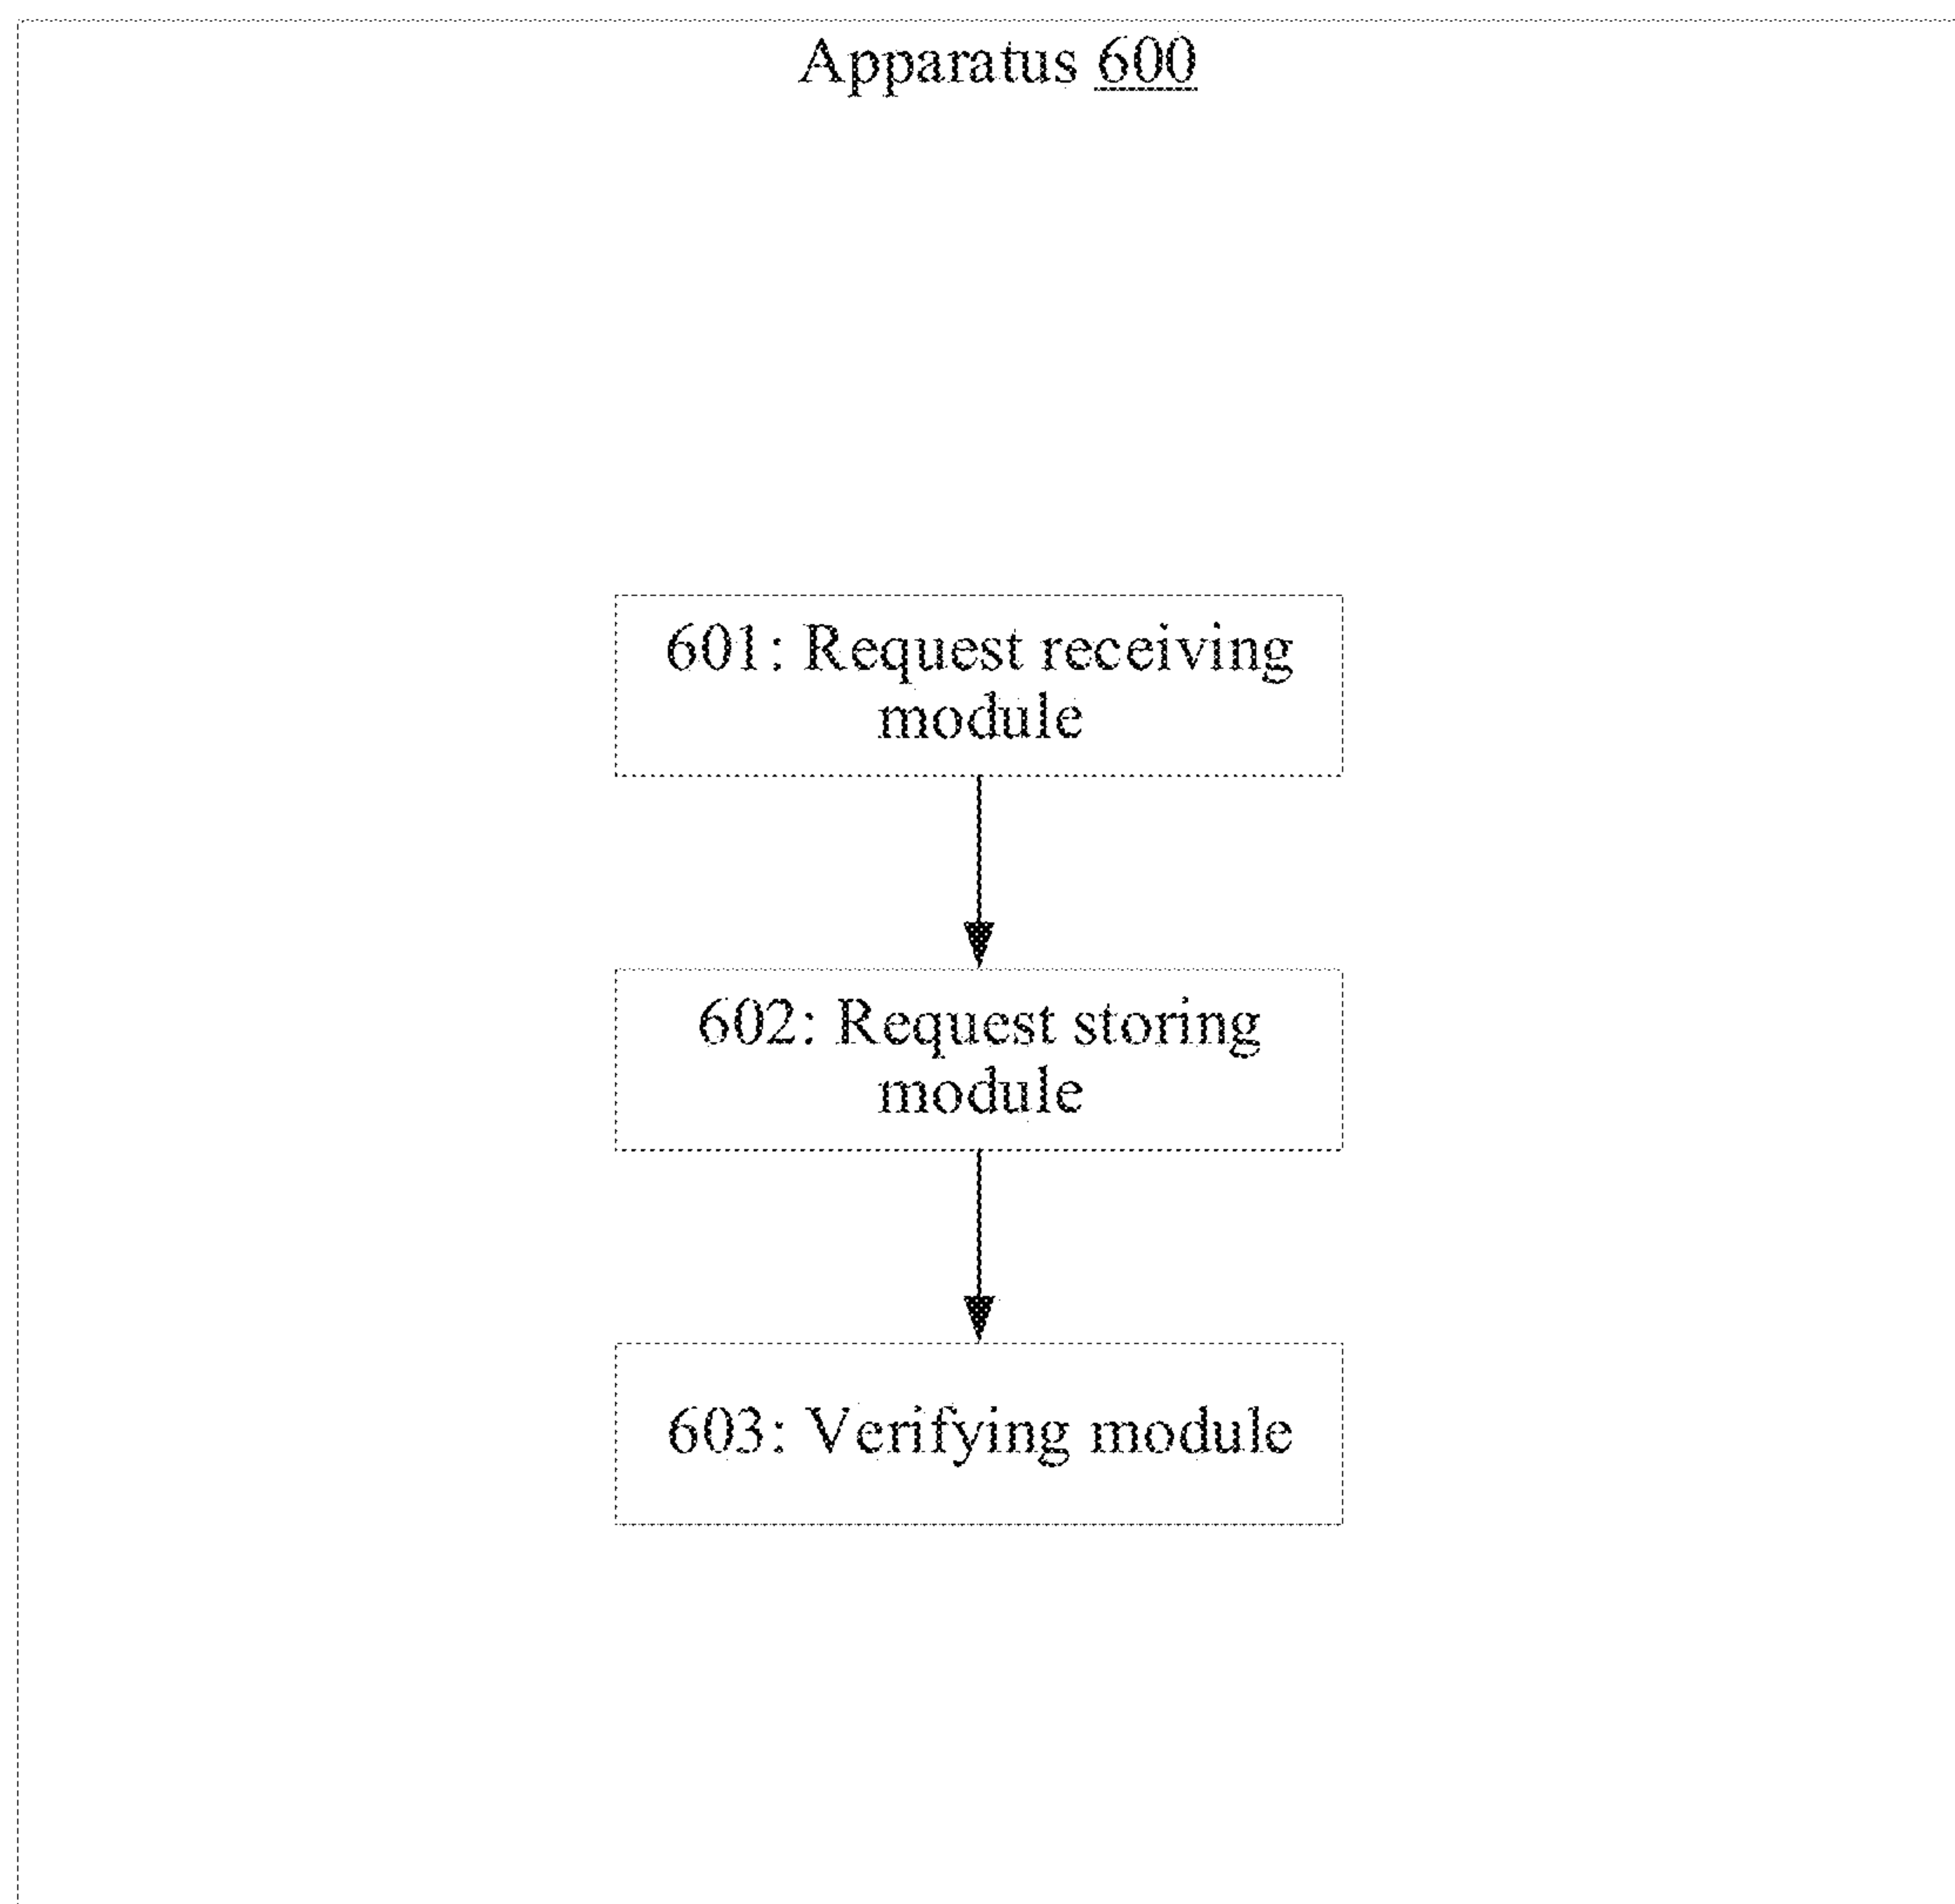 Apparatus 600
601: Request receiving
module
602: Request storing
module
603: Verifying module